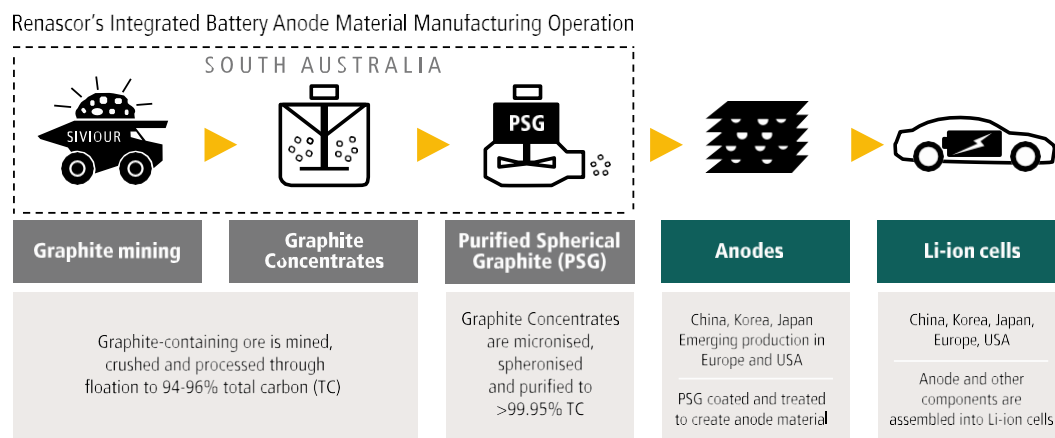 Renascor's Integrated Battery Anode Material Manufacturing Operation
SOUTH AUSTRALIA
SIVIOUR
PSG
Graphite mining
Graphite
Concentrates
Purified Spherical
Graphite (PSG)
Anodes
Li-ion cells
Graphite-containing ore is mined,
crushed and processed through
floation to 94-96% total carbon (TC)
Graphite Concentrates
are micronised,
spheronised
and purified to
>99.95% TC
China, Korea, Japan
Emerging production in
Europe and USA
PSG coated and treated
to create anode material
China, Korea, Japan,
Europe, USA
Anode and other
components are
assembled into Li-ion cells